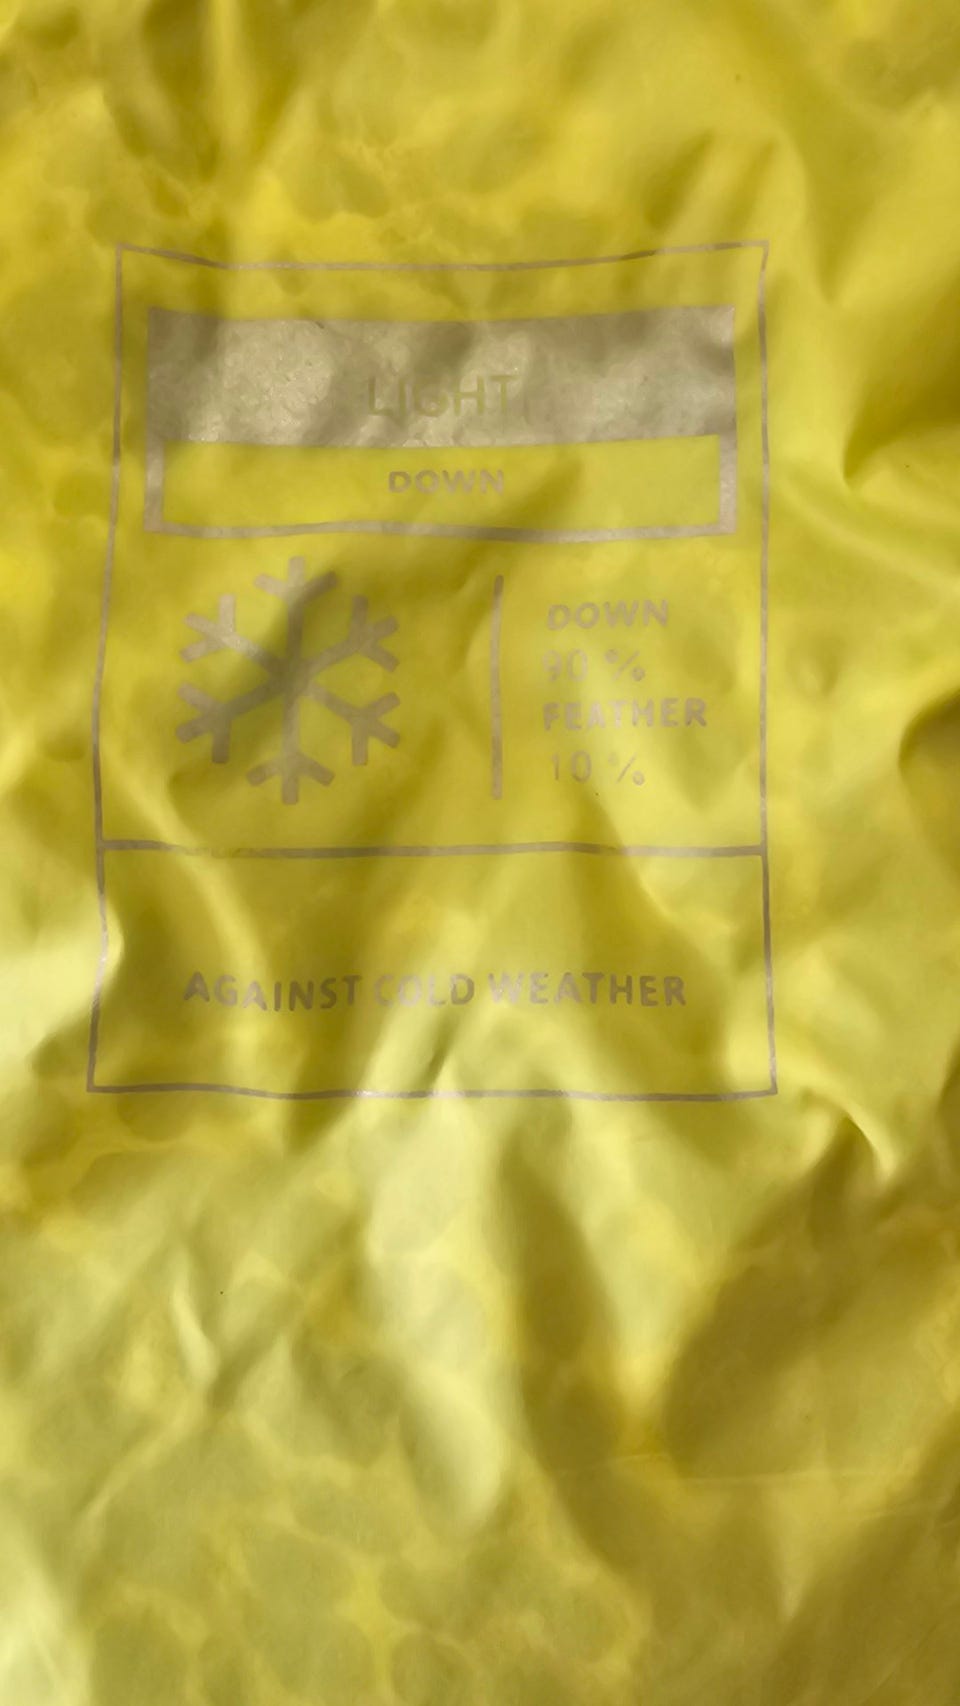 LIGHT
DOWN
DOWN
90 %
FEATHER
10 %
AGAINST COLD WEATHER